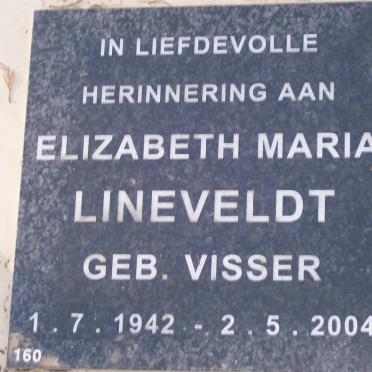 IN LIEFDEVOLLE
HERINNERING AAN
ELIZABETH MARIA
LINEVELDT
GEB. VISSER
1 . 7 . 1942 - 2 . 5 . 2004
160